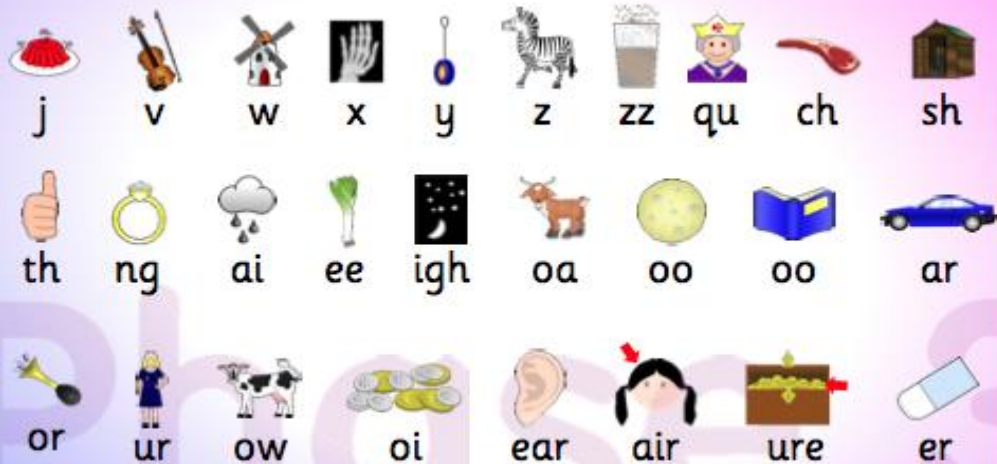 j v w x y z zz qu ch sh
th ng ai ee igh oa oo oo ar
or ur ow oi ear air ure er